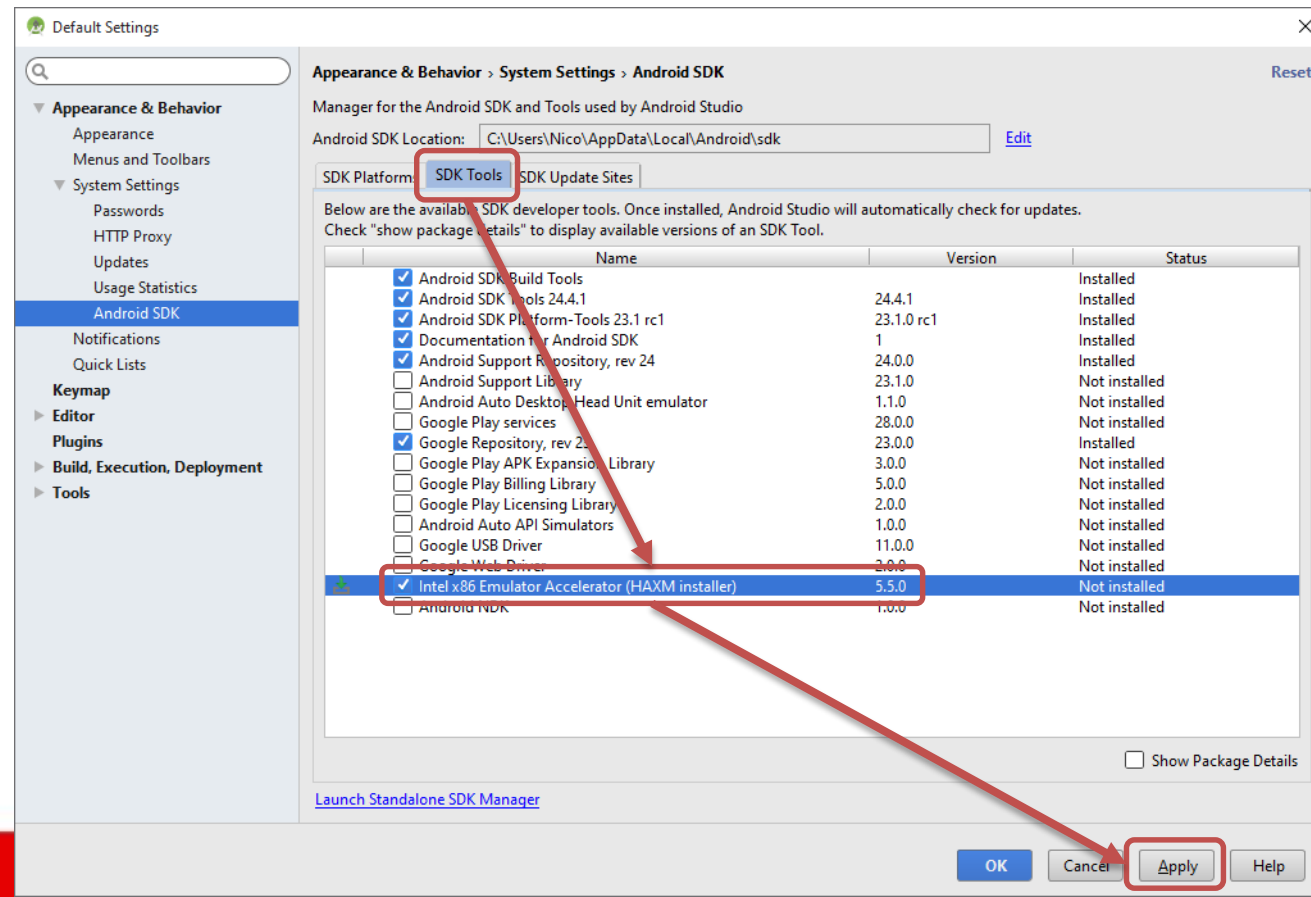 Default Settings
Appearance & Behavior › System Settings › Android SDK
Reset
Appearance & Behavior
Appearance
Menus and Toolbars
System Settings
Passwords
HTTP Proxy
Updates
Usage Statistics
Android SDK
Notifications
Quick Lists
Keymap
Editor
Plugins
Build, Execution, Deployment
Tools
Manager for the Android SDK and Tools used by Android Studio
Android SDK Location: C:\Users\Nico\AppData\Local\Android\sdk Edit
SDK Platforms SDK Tools SDK Update Sites
Below are the available SDK developer tools. Once installed, Android Studio will automatically check for updates.
Check "show package details" to display available versions of an SDK Tool.
Name Version Status
Android SDK Build Tools Installed
Android SDK Tools 24.4.1 24.4.1 Installed
Android SDK Platform-Tools 23.1 rc1 23.1.0 rc1 Installed
Documentation for Android SDK 1 Installed
Android Support Repository, rev 24 24.0.0 Installed
Android Support Library 23.1.0 Not installed
Android Auto Desktop Head Unit emulator 1.1.0 Not installed
Google Play services 28.0.0 Not installed
Google Repository, rev 23 23.0.0 Installed
Google Play APK Expansion Library 3.0.0 Not installed
Google Play Billing Library 5.0.0 Not installed
Google Play Licensing Library 2.0.0 Not installed
Android Auto API Simulators 1.0.0 Not installed
Google USB Driver 11.0.0 Not installed
Google Web Driver 2.0.0 Not installed
Intel x86 Emulator Accelerator (HAXM installer) 5.5.0 Not installed
Android NDK 1.0.0 Not installed
Show Package Details
Launch Standalone SDK Manager
OK Cancel Apply Help